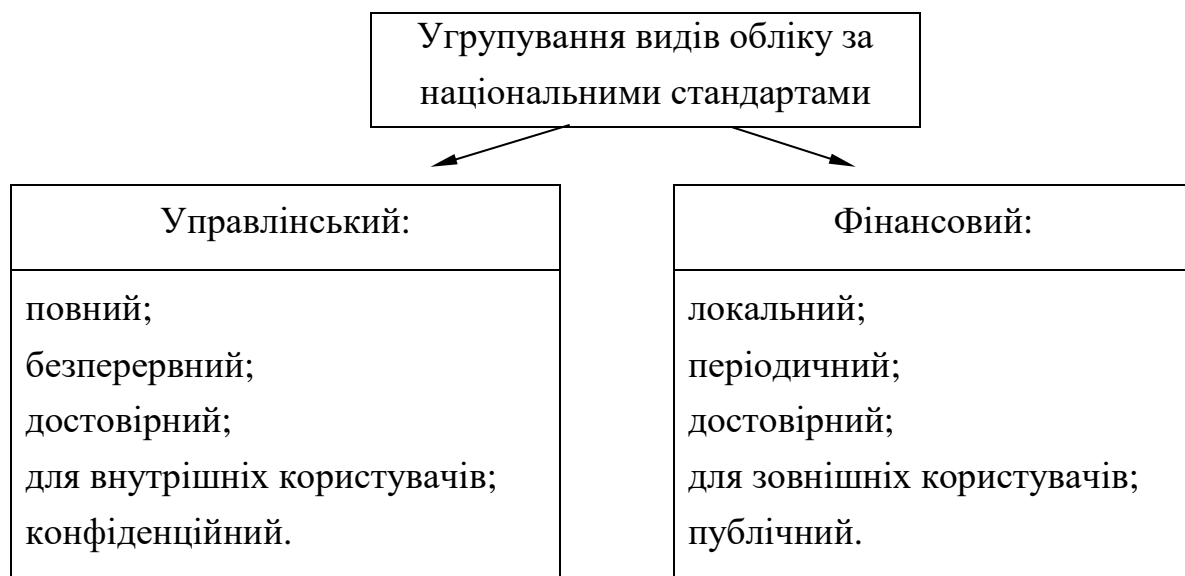 Угрупування видів обліку за
національними стандартами
Управлінський:
повний;
безперервний;
достовірний;
для внутрішніх користувачів;
конфіденційний.
Фінансовий:
локальний;
періодичний;
достовірний;
для зовнішніх користувачів;
публічний.